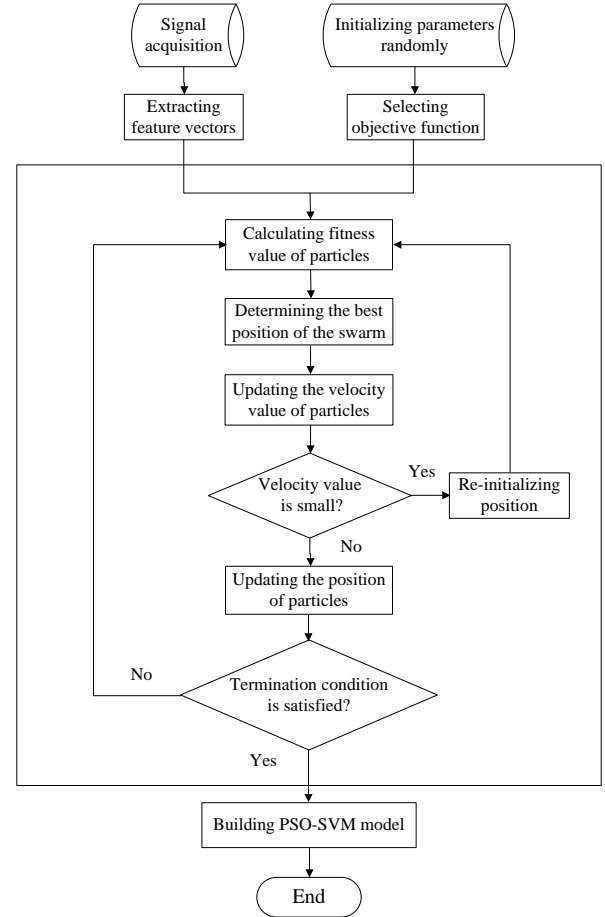 Signal
acquisition
Initializing parameters
randomly
Extracting
feature vectors
Selecting
objective function
Calculating fitness
value of particles
Determining the best
position of the swarm
Updating the velocity
value of particles
Velocity value
is small?
Yes
Re-initializing
position
No
Updating the position
of particles
No
Termination condition
is satisfied?
Yes
Building PSO-SVM model
End